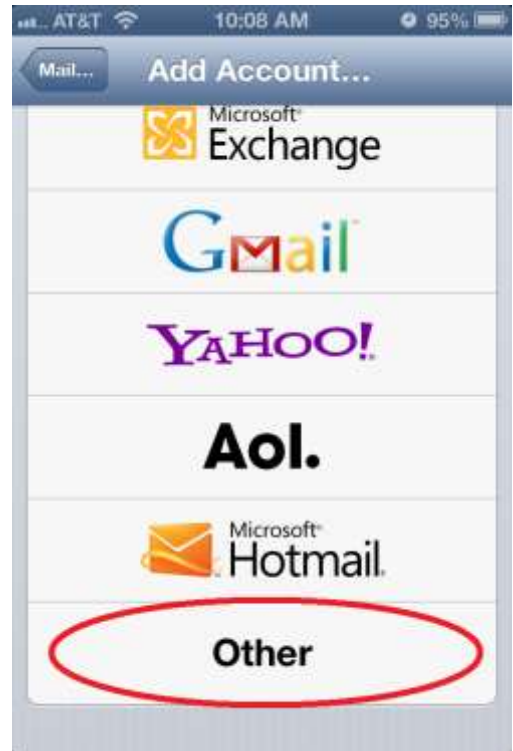 AT&T 10:08 AM 95%
Mail... Add Account...
Microsoft
Exchange
Gmail
YAHOO!
Aol.
Microsoft
Hotmail
Other